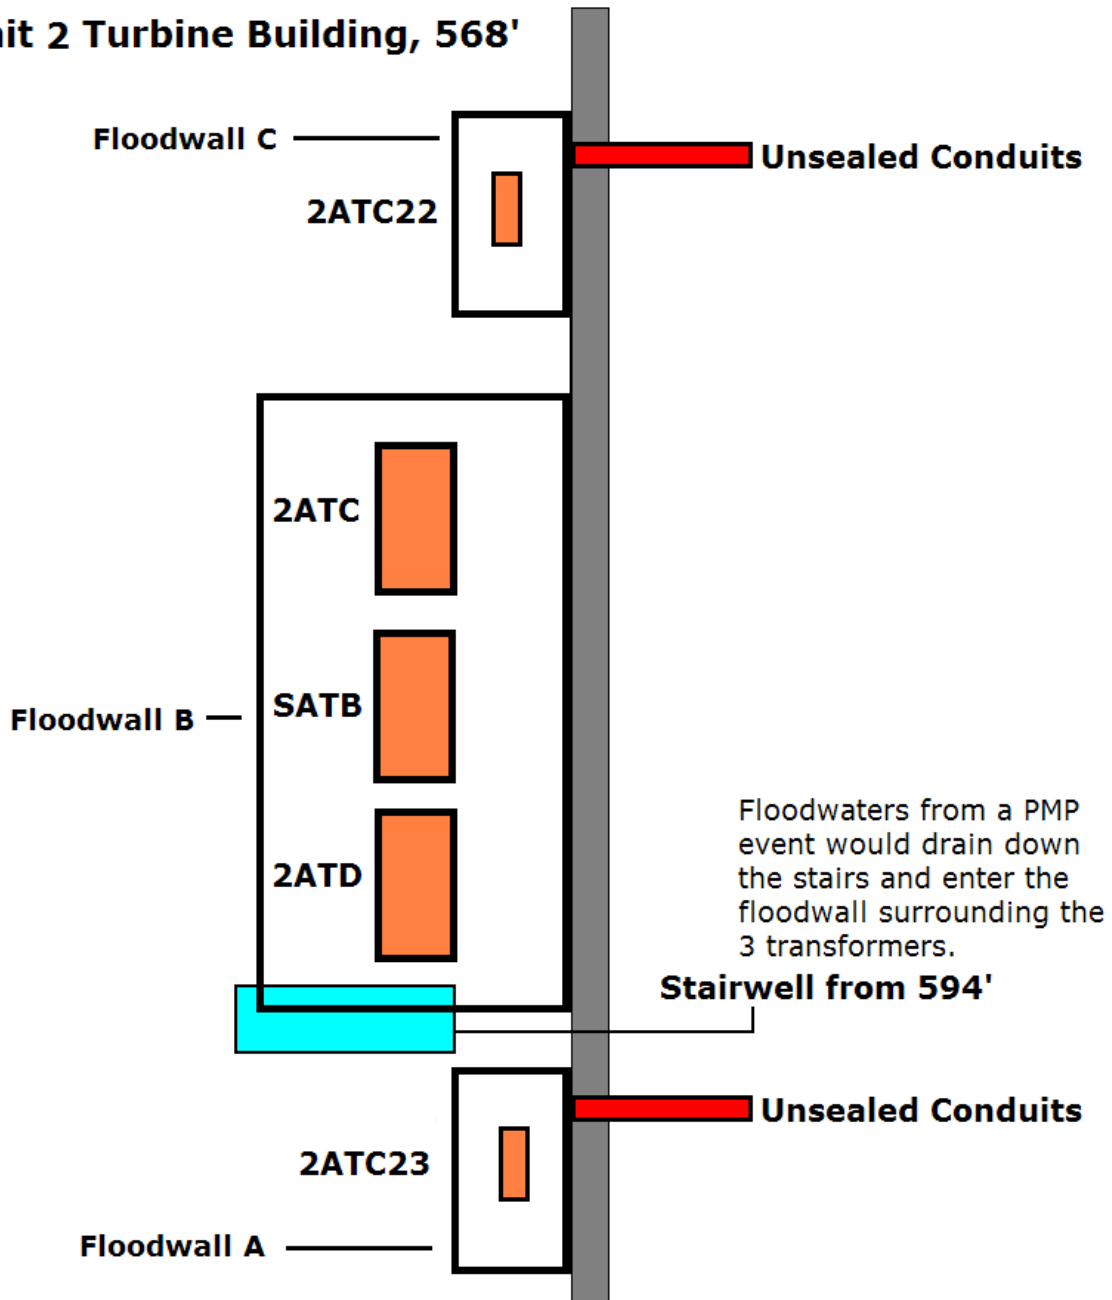 it 2 Turbine Building, 568'
Floodwall C
Unsealed Conduits
2ATC22
2ATC
SATB
Floodwall B
2ATD
Floodwaters from a PMP
event would drain down
the stairs and enter the
floodwall surrounding the
3 transformers.
Stairwell from 594'
Unsealed Conduits
2ATC23
Floodwall A